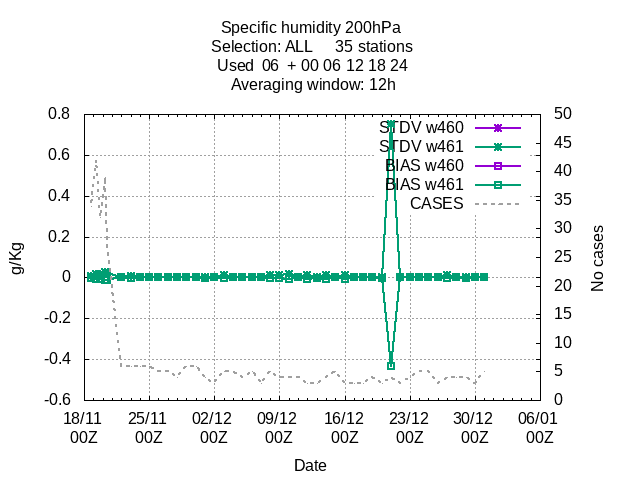 Specific humidity 200hPa
Selection: ALL     35 stations
Used  06  + 00 06 12 18 24
Averaging window: 12h
STDV w460
STDV w461
BIAS w460
BIAS w461
CASES
g/Kg
0.8
0.6
0.4
0.2
0
-0.2
-0.4
-0.6
No cases
50
45
40
35
30
25
20
15
10
5
0
18/11 25/11 02/12 09/12 16/12 23/12 30/12 06/01
00Z 00Z 00Z 00Z 00Z 00Z 00Z 00Z
Date